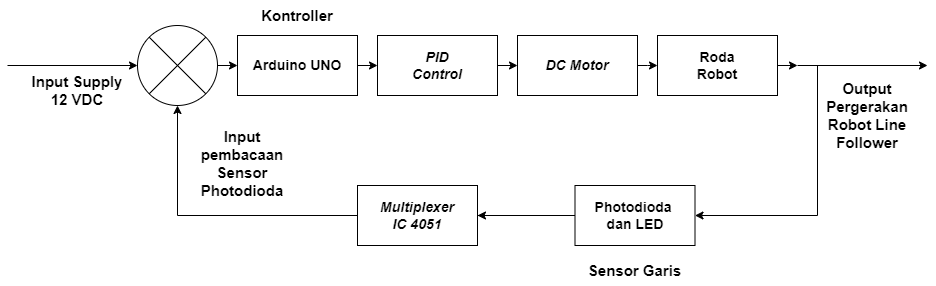 Kontroller
Input Supply
12 VDC
Arduino UNO
PID
Control
DC Motor
Roda
Robot
Output
Pergerakan
Robot Line
Follower
Input
pembacaan
Sensor
Photodioda
Multiplexer
IC 4051
Photodioda
dan LED
Sensor Garis